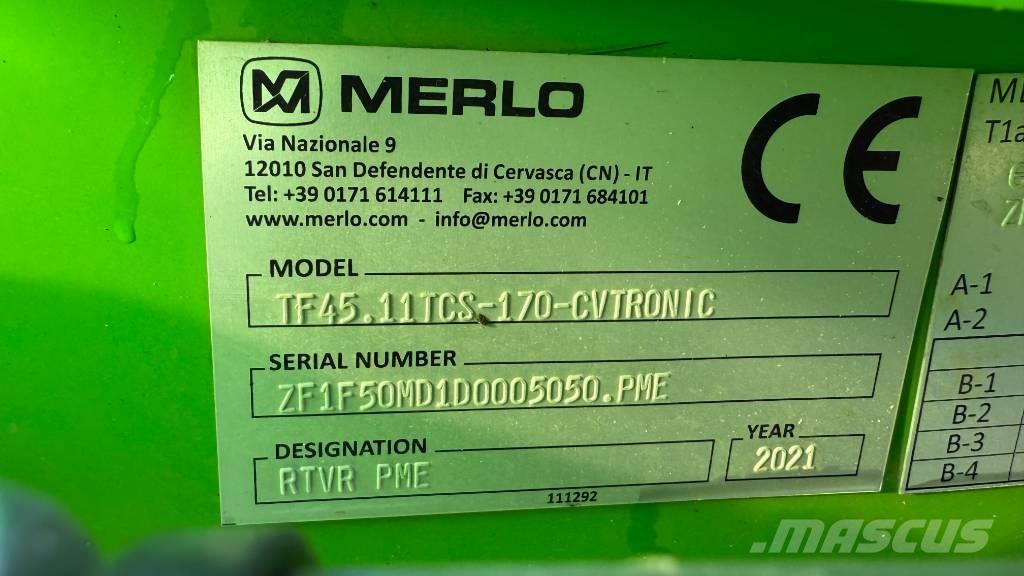 MERLO
CE
Via Nazionale 9
12010 San Defendente di Cervasca (CN) - IT
Tel: +39 0171 614111 Fax: +39 0171 684101
www.merlo.com - info@merlo.com
MODEL
TF45.11TCS-170-CVTRONIC
SERIAL NUMBER
ZF1F50MD1D0005050.PME
DESIGNATION
RTVR PME
YEAR
2021
111292
T1a
A-1
A-2
B-1
B-2
B-3
B-4
MASCUS